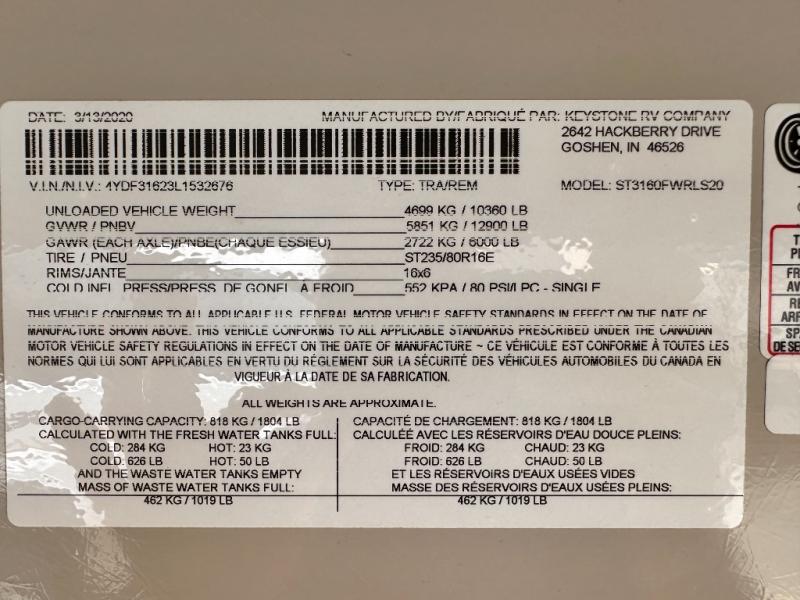 DATE: 3/13/2020
MANUFACTURED BY/FABRIQUÉ PAR: KEYSTONE RV COMPANY
2642 HACKBERRY DRIVE
GOSHEN, IN 46526
V.I.N./N.I.V.: 4YDF31623L1532676 TYPE: TRA/REM MODEL: ST3160FWRLS20
UNLOADED VEHICLE WEIGHT 4699 KG / 10360 LB
GVWR / PNBV 5851 KG / 12900 LB
GAWR (EACH AXLE)/PNBE(CHAQUE ESSIEU) 2722 KG / 6000 LB
TIRE / PNEU ST235/80R16E
RIMS/JANTE 16x6
COLD INFL. PRESS/PRESS. DE GONFL. A FROID 552 KPA / 80 PSI/LPC - SINGLE
THIS VEHICLE CONFORMS TO ALL APPLICABLE U.S. FEDERAL MOTOR VEHICLE SAFETY STANDARDS IN EFFECT ON THE DATE OF
MANUFACTURE SHOWN ABOVE. THIS VEHICLE CONFORMS TO ALL APPLICABLE STANDARDS PRESCRIBED UNDER THE CANADIAN
MOTOR VEHICLE SAFETY REGULATIONS IN EFFECT ON THE DATE OF MANUFACTURE ~ CE VÉHICULE EST CONFORME À TOUTES LES
NORMES QUI LUI SONT APPLICABLES EN VERTU DU RÉGLEMENT SUR LA SÉCURITÉ DES VÉHICULES AUTOMOBILES DU CANADA EN
VIGUEUR À LA DATE DE SA FABRICATION.
ALL WEIGHTS ARE APPROXIMATE.
CARGO-CARRYING CAPACITY: 818 KG / 1804 LB
CALCULATED WITH THE FRESH WATER TANKS FULL:
COLD: 284 KG HOT: 23 KG
COLD: 626 LB HOT: 50 LB
AND THE WASTE WATER TANKS EMPTY
MASS OF WASTE WATER TANKS FULL:
462 KG / 1019 LB
CAPACITÉ DE CHARGEMENT: 818 KG / 1804 LB
CALCULÉE AVEC LES RÉSERVOIRS D'EAU DOUCE PLEINS:
FROID: 284 KG CHAUD: 23 KG
FROID: 626 LB CHAUD: 50 LB
ET LES RÉSERVOIRS D'EAUX USÉES VIDES
MASSE DES RÉSERVOIRS D'EAUX USÉES PLEINS:
462 KG / 1019 LB